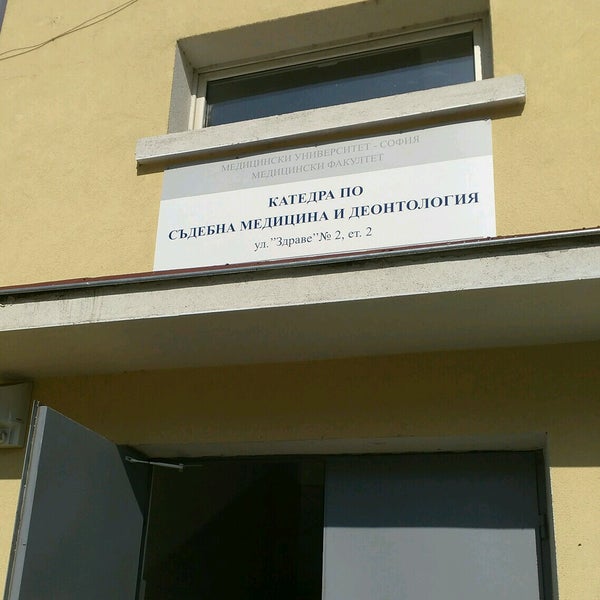 МЕДИЦИНСКИ УНИВЕРСИТЕТ - СОФИЯ
МЕДИЦИНСКИ ФАКУЛТЕТ
КАТЕДРА ПО
СЪДЕБНА МЕДИЦИНА И ДЕОНТОЛОГИЯ
ул."Здраве"№ 2, ет. 2